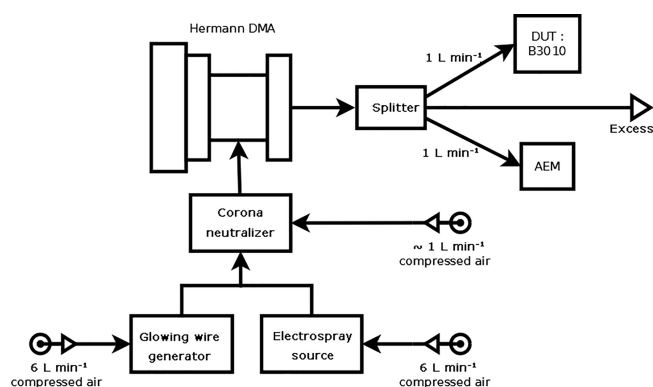 Hermann DMA
DUT :
B3010
1 L min⁻¹
Splitter
Excess
1 L min⁻¹
AEM
Corona
neutralizer
~ 1 L min⁻¹
compressed air
Glowing wire
generator
Electrospray
source
6 L min⁻¹
compressed air
6 L min⁻¹
compressed air